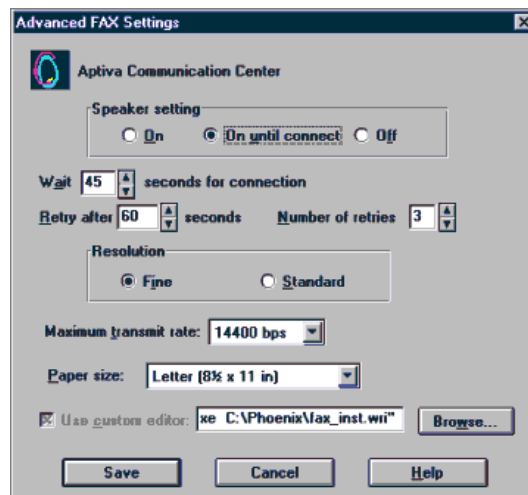 Advanced FAX Settings
Aptiva Communication Center
Speaker setting
On On until connect Off
Wait 45 seconds for connection
Retry after 60 seconds Number of retries 3
Resolution
Fine Standard
Maximum transmit rate: 14400 bps
Paper size: Letter (8½ x 11 in)
Use custom editor: xe C:\Phoenix\fax_inst.wri" Browse...
Save Cancel Help